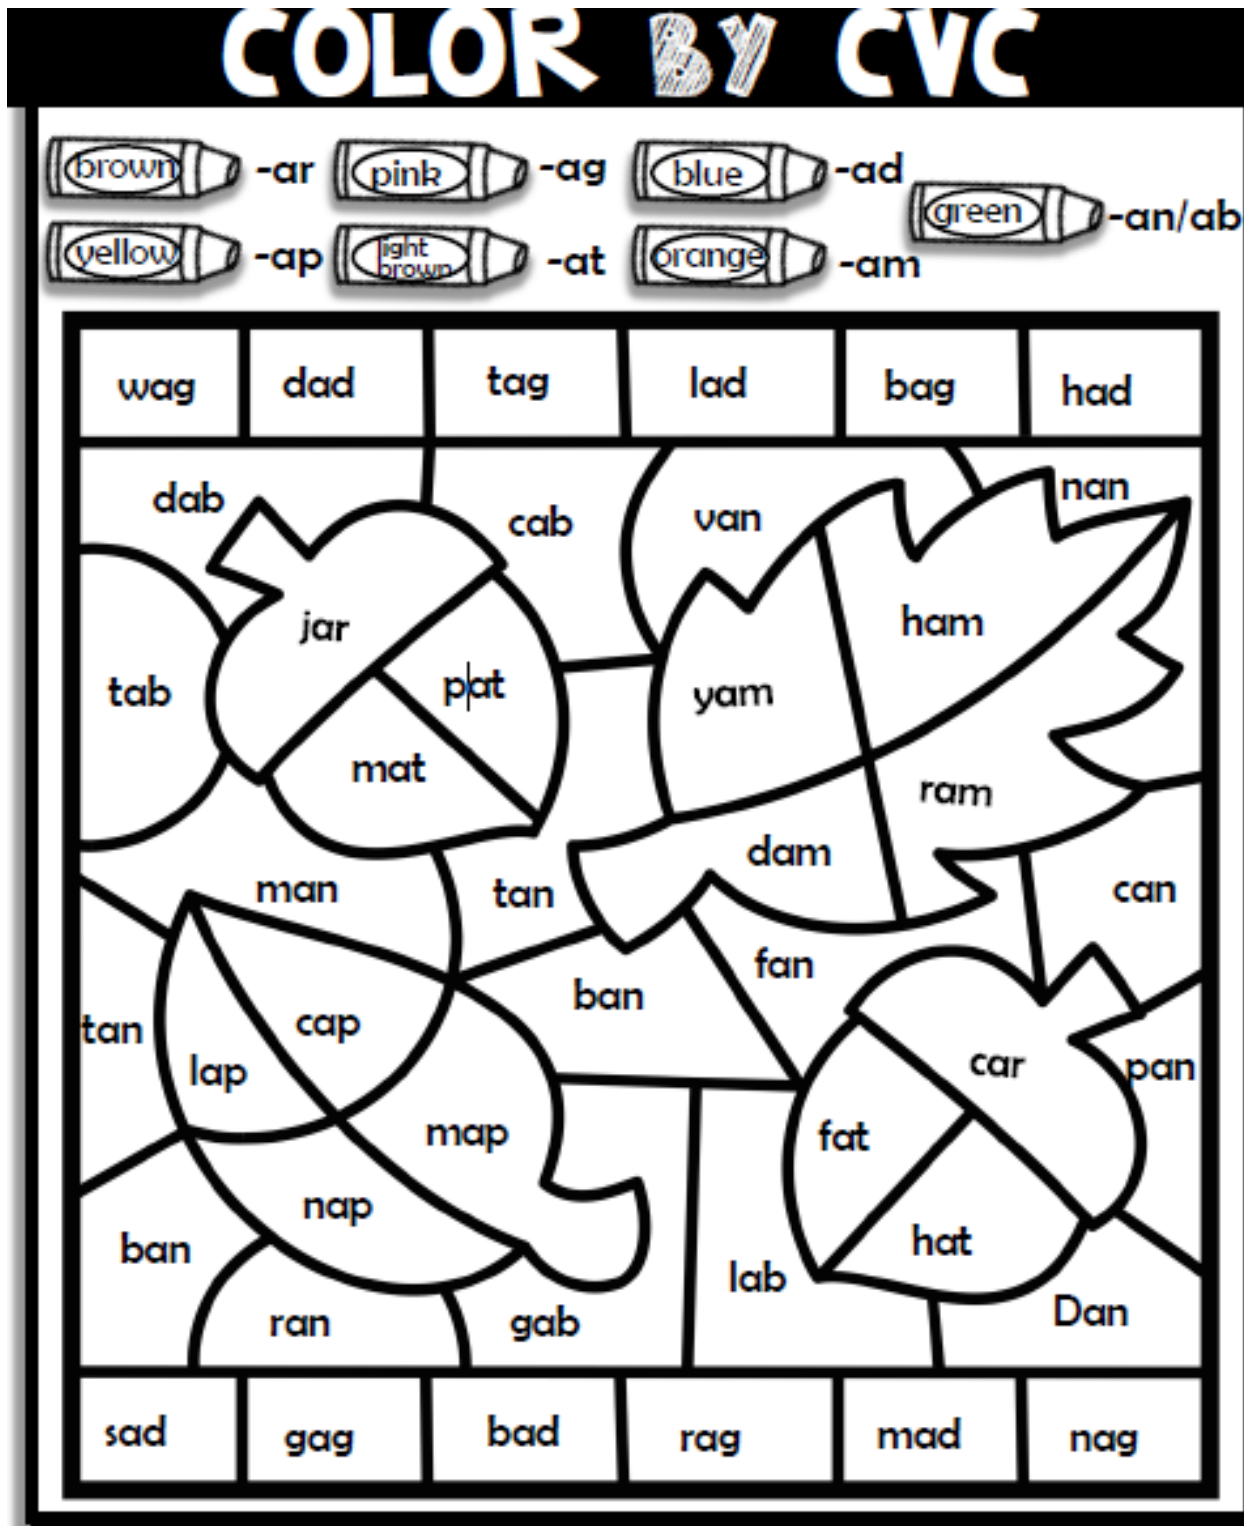 COLOR BY CVC
brown -ar pink -ag blue -ad
green -an/ab
yellow -ap light brown -at orange -am
wag dad tag lad bag had
dab cab van nan
jar ham
tab pat yam
mat ram
dam
man tan can
fan
ban
tan cap
lap car pan
map fat
nap
ban hat
lab
ran gab Dan
sad gag bad rag mad nag